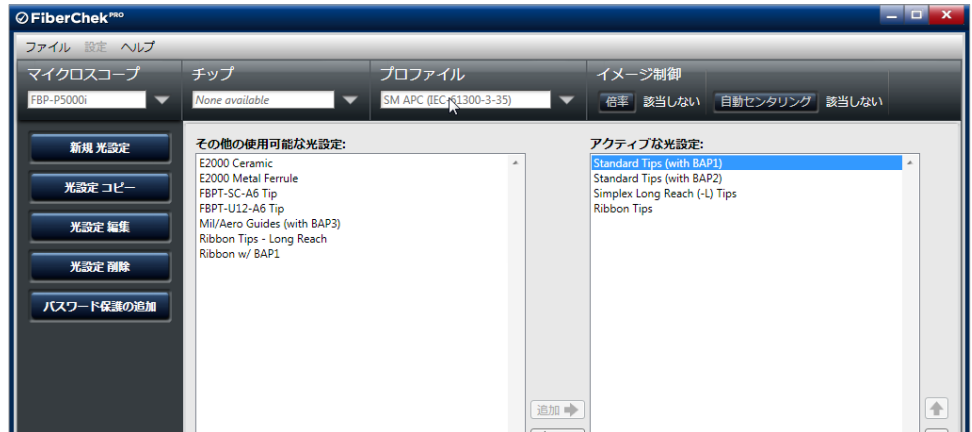 FiberChek PRO
ファイル 設定 ヘルプ
マイクロスコープ チップ プロファイル イメージ制御
FBP-P5000i None available SM APC (IEC-61300-3-35) 倍率 該当しない 自動センタリング 該当しない
新規 光設定
光設定 コピー
光設定 編集
光設定 削除
パスワード保護の追加
その他の使用可能な光設定:
E2000 Ceramic
E2000 Metal Ferrule
FBPT-SC-A6 Tip
FBPT-U12-A6 Tip
Mil/Aero Guides (with BAP3)
Ribbon Tips - Long Reach
Ribbon w/ BAP1
追加
アクティブな光設定:
Standard Tips (with BAP1)
Standard Tips (with BAP2)
Simplex Long Reach (-L) Tips
Ribbon Tips